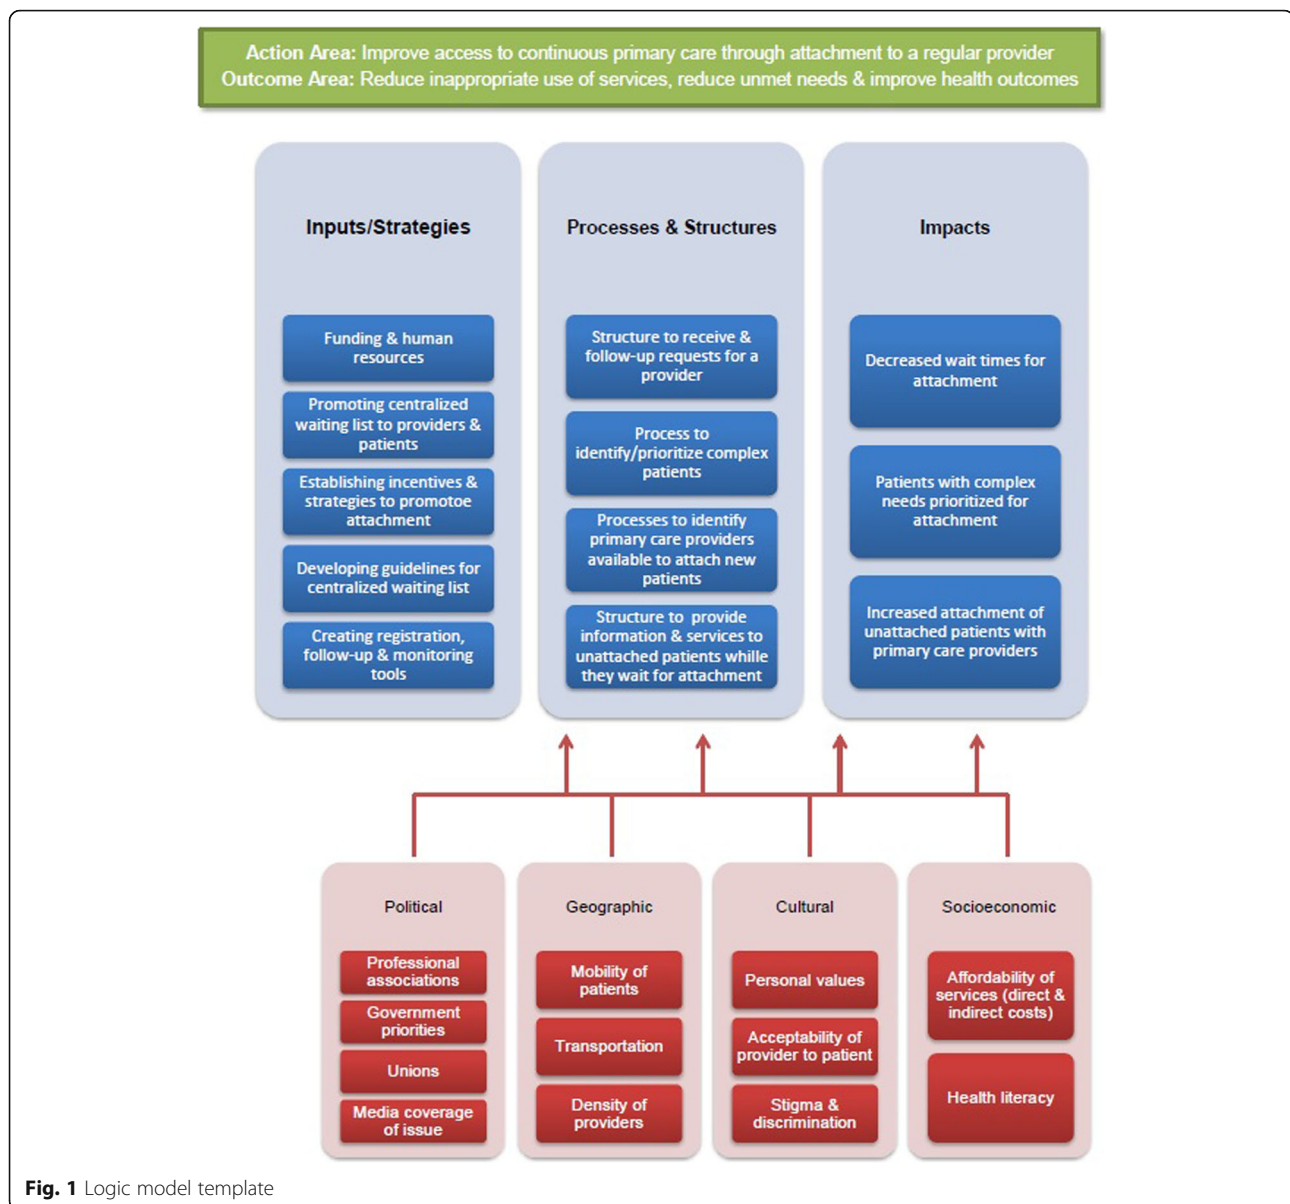 Action Area: Improve access to continuous primary care through attachment to a regular provider
Outcome Area: Reduce inappropriate use of services, reduce unmet needs & improve health outcomes
Inputs/Strategies
Funding & human
resources
Promoting centralized
waiting list to providers &
patients
Establishing incentives &
strategies to promotoe
attachment
Developing guidelines for
centralized waiting list
Creating registration,
follow-up & monitoring
tools
Processes & Structures
Structure to receive &
follow-up requests for a
provider
Process to
identify/prioritize complex
patients
Processes to identify
primary care providers
available to attach new
patients
Structure to provide
information & services to
unattached patients whille
they wait for attachment
Impacts
Decreased wait times for
attachment
Patients with complex
needs prioritized for
attachment
Increased attachment of
unattached patients with
primary care providers
Political
Professional
associations
Government
priorities
Unions
Media coverage
of issue
Geographic
Mobility of
patients
Transportation
Density of
providers
Cultural
Personal values
Acceptability of
provider to patient
Stigma &
discrimination
Socioeconomic
Affordability of
services (direct &
indirect costs)
Health literacy
Fig. 1 Logic model template